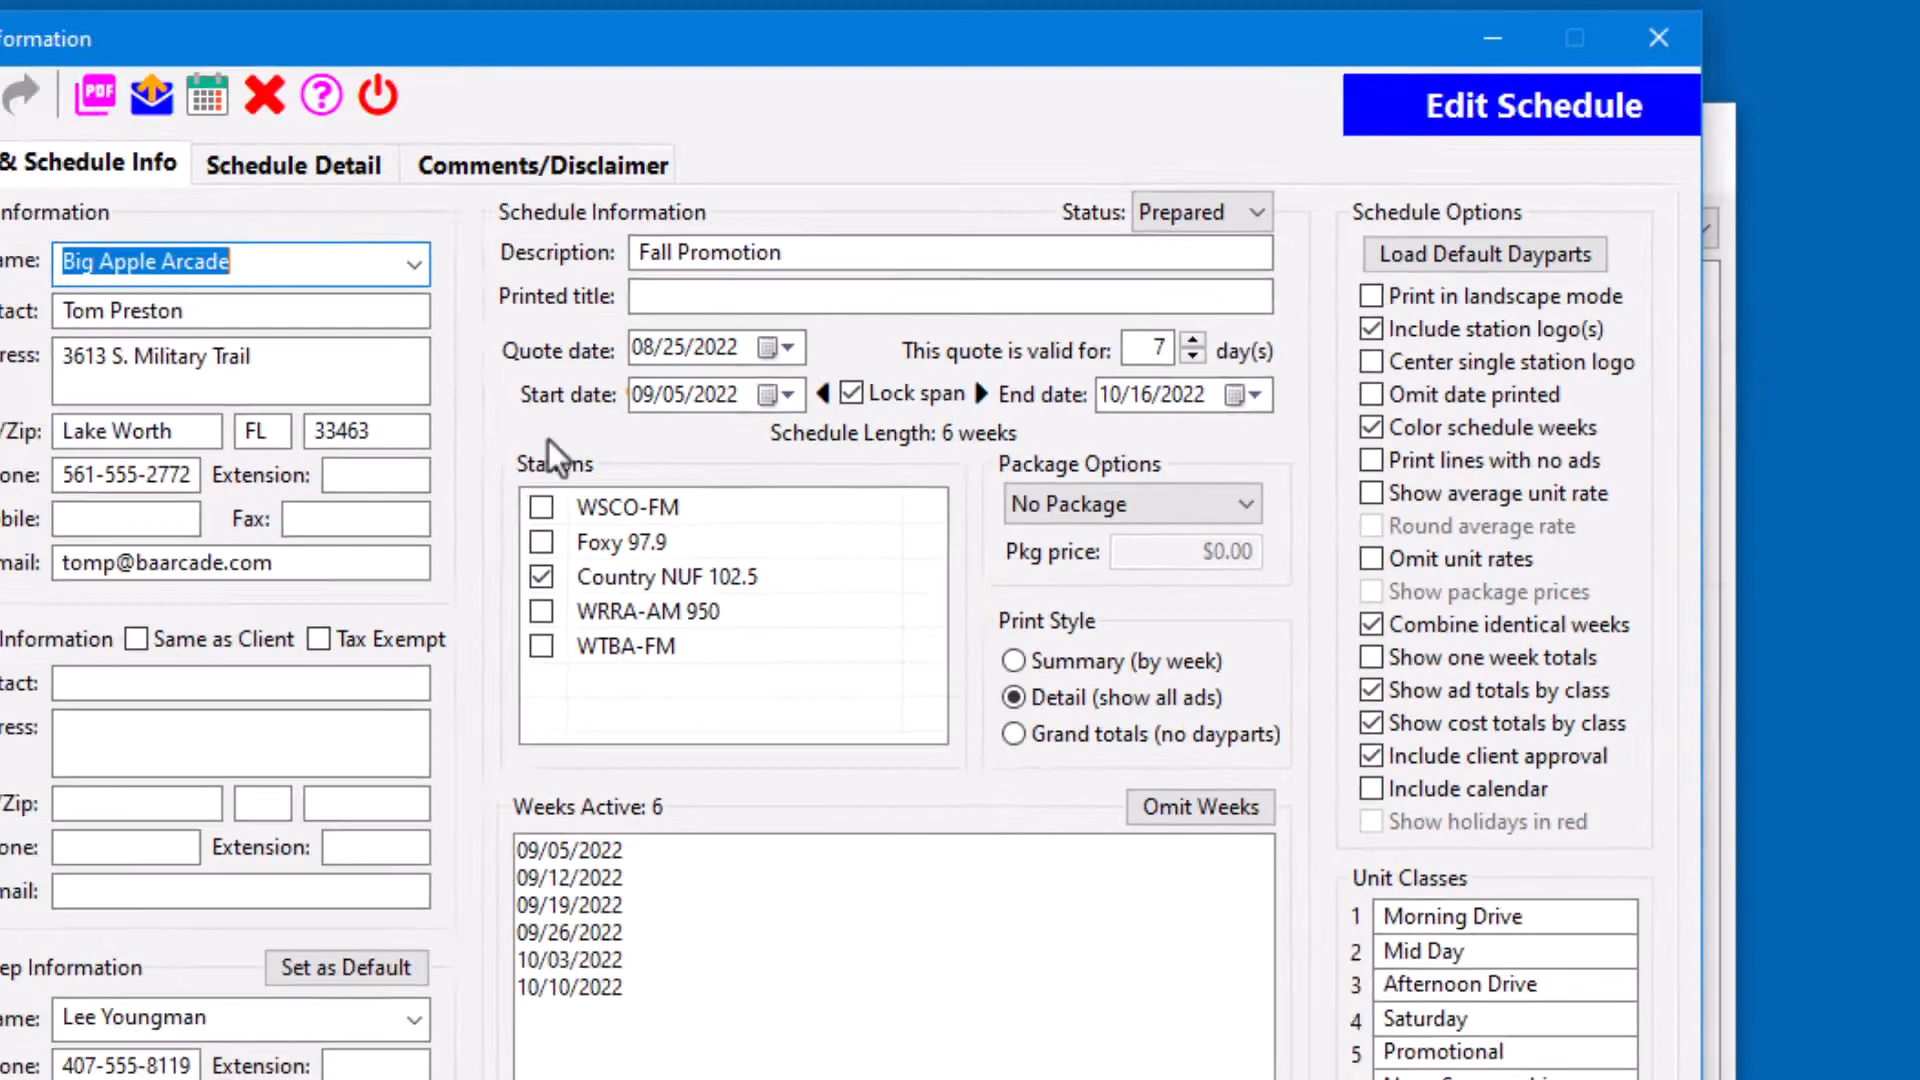 formation
PDF
Edit Schedule
& Schedule Info
Schedule Detail
Comments/Disclaimer
nformation
ame: Big Apple Arcade
tact: Tom Preston
ress: 3613 S. Military Trail
/Zip: Lake Worth FL 33463
one: 561-555-2772 Extension:
bile: Fax:
mail: tomp@baarcade.com
Information Same as Client Tax Exempt
tact:
ress:
/Zip:
one: Extension:
mail:
ep Information Set as Default
ame: Lee Youngman
one: 407-555-8119 Extension:
Schedule Information Status: Prepared
Description: Fall Promotion
Printed title:
Quote date: 08/25/2022 This quote is valid for: 7 day(s)
Start date: 09/05/2022 Lock span End date: 10/16/2022
Schedule Length: 6 weeks
Stations
WSCO-FM
Foxy 97.9
Country NUF 102.5
WRRA-AM 950
WTBA-FM
Package Options
No Package
Pkg price: $0.00
Print Style
Summary (by week)
Detail (show all ads)
Grand totals (no dayparts)
Weeks Active: 6 Omit Weeks
09/05/2022
09/12/2022
09/19/2022
09/26/2022
10/03/2022
10/10/2022
Schedule Options
Load Default Dayparts
Print in landscape mode
Include station logo(s)
Center single station logo
Omit date printed
Color schedule weeks
Print lines with no ads
Show average unit rate
Round average rate
Omit unit rates
Show package prices
Combine identical weeks
Show one week totals
Show ad totals by class
Show cost totals by class
Include client approval
Include calendar
Show holidays in red
Unit Classes
1 Morning Drive
2 Mid Day
3 Afternoon Drive
4 Saturday
5 Promotional